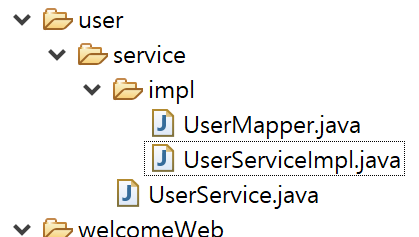 user
service
impl
UserMapper.java
UserServiceImpl.java
UserService.java
welcomeWeb